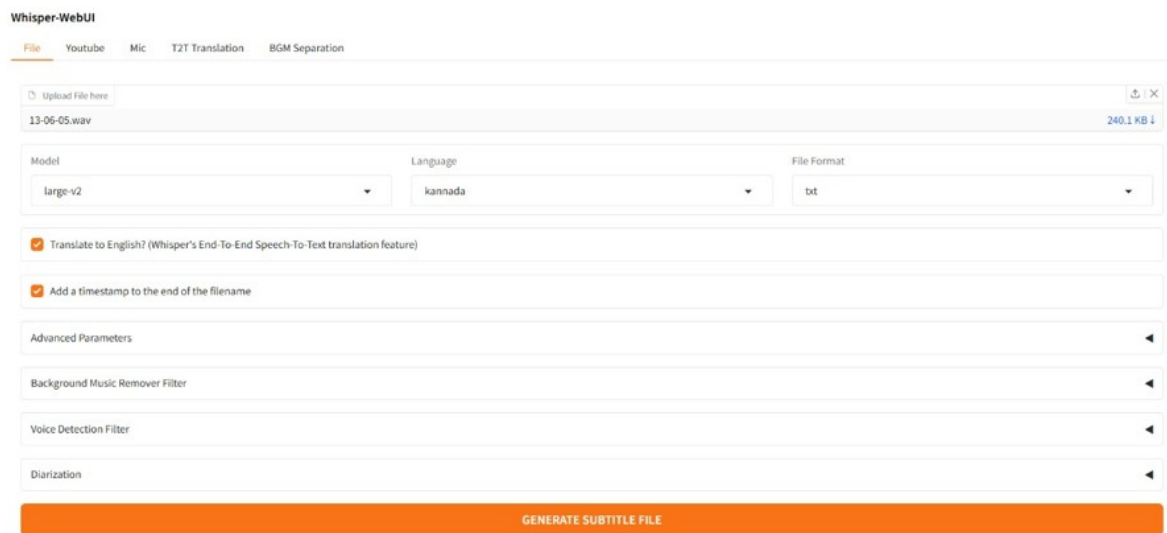 Whisper-WebUI
File Youtube Mic T2T Translation BGM Separation
Upload File here
13-06-05.wav 240.1 KB ↓
Model Language File Format
large-v2 kannada txt
Translate to English? (Whisper's End-To-End Speech-To-Text translation feature)
Add a timestamp to the end of the filename
Advanced Parameters
Background Music Remover Filter
Voice Detection Filter
Diarization
GENERATE SUBTITLE FILE